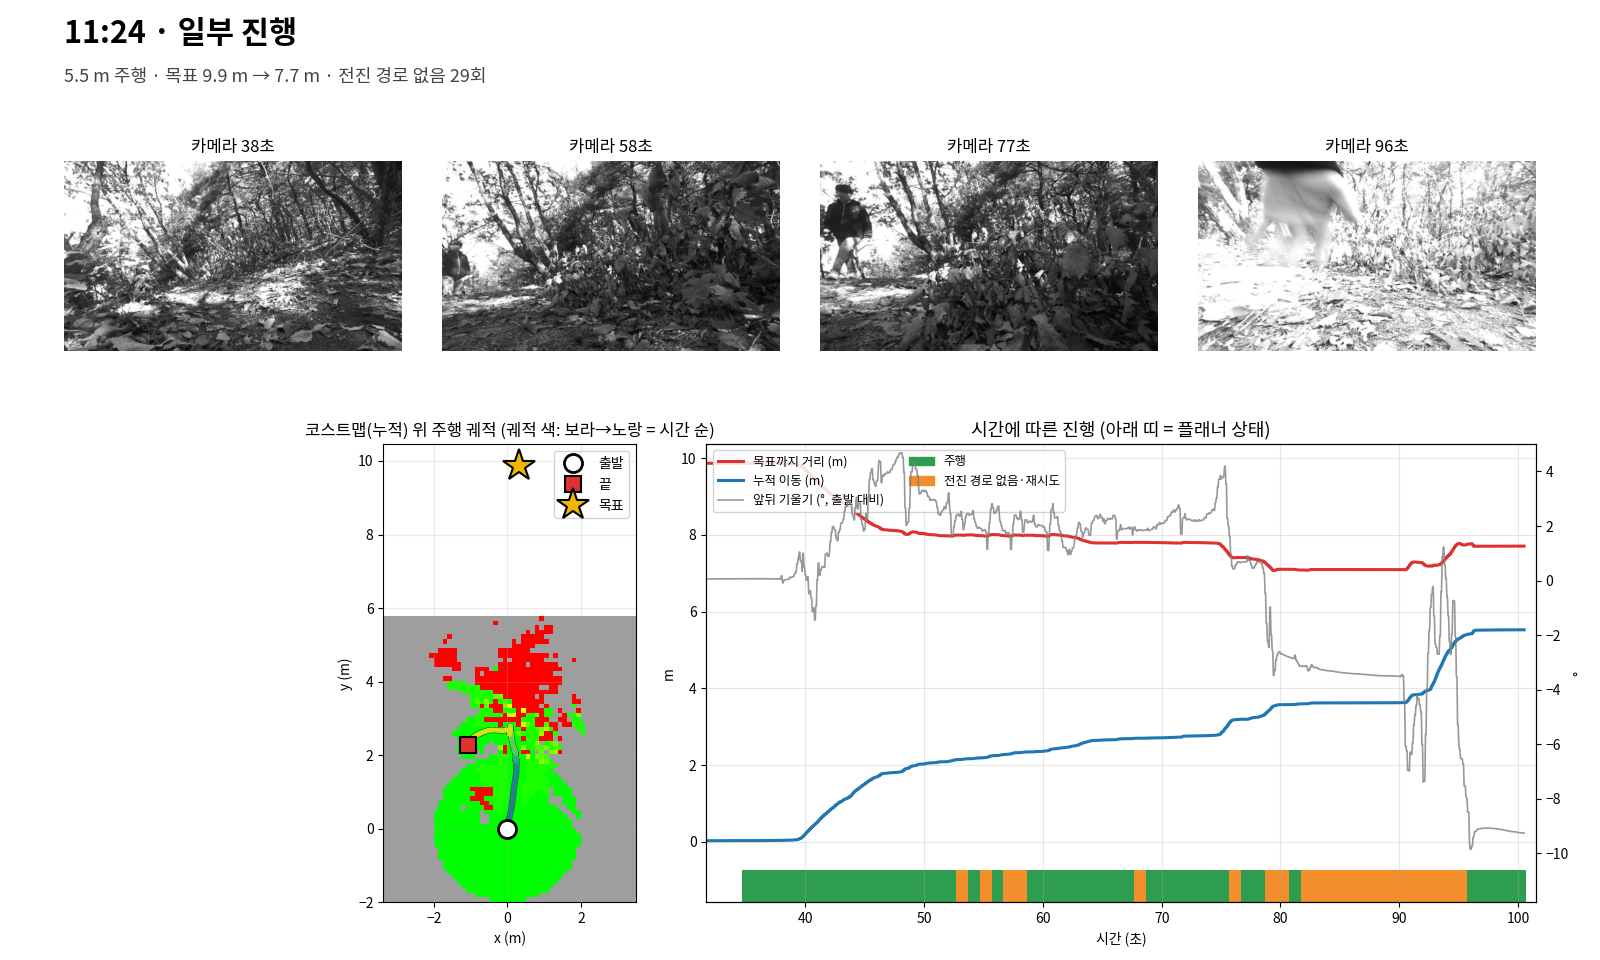 11:24 · 일부 진행
5.5 m 주행 · 목표 9.9 m → 7.7 m · 전진 경로 없음 29회
카메라 38초
카메라 58초
카메라 77초
카메라 96초
코스트맵(누적) 위 주행 궤적 (궤적 색: 보라→노랑 = 시간 순)
출발
끝
목표
10
8
6
4
2
0
−2
y (m)
−2
0
2
x (m)
시간에 따른 진행 (아래 띠 = 플래너 상태)
목표까지 거리 (m)
누적 이동 (m)
앞뒤 기울기 (°, 출발 대비)
주행
전진 경로 없음·재시도
10
8
6
4
2
0
m
4
2
0
−2
−4
−6
−8
−10
°
40
50
60
70
80
90
100
시간 (초)